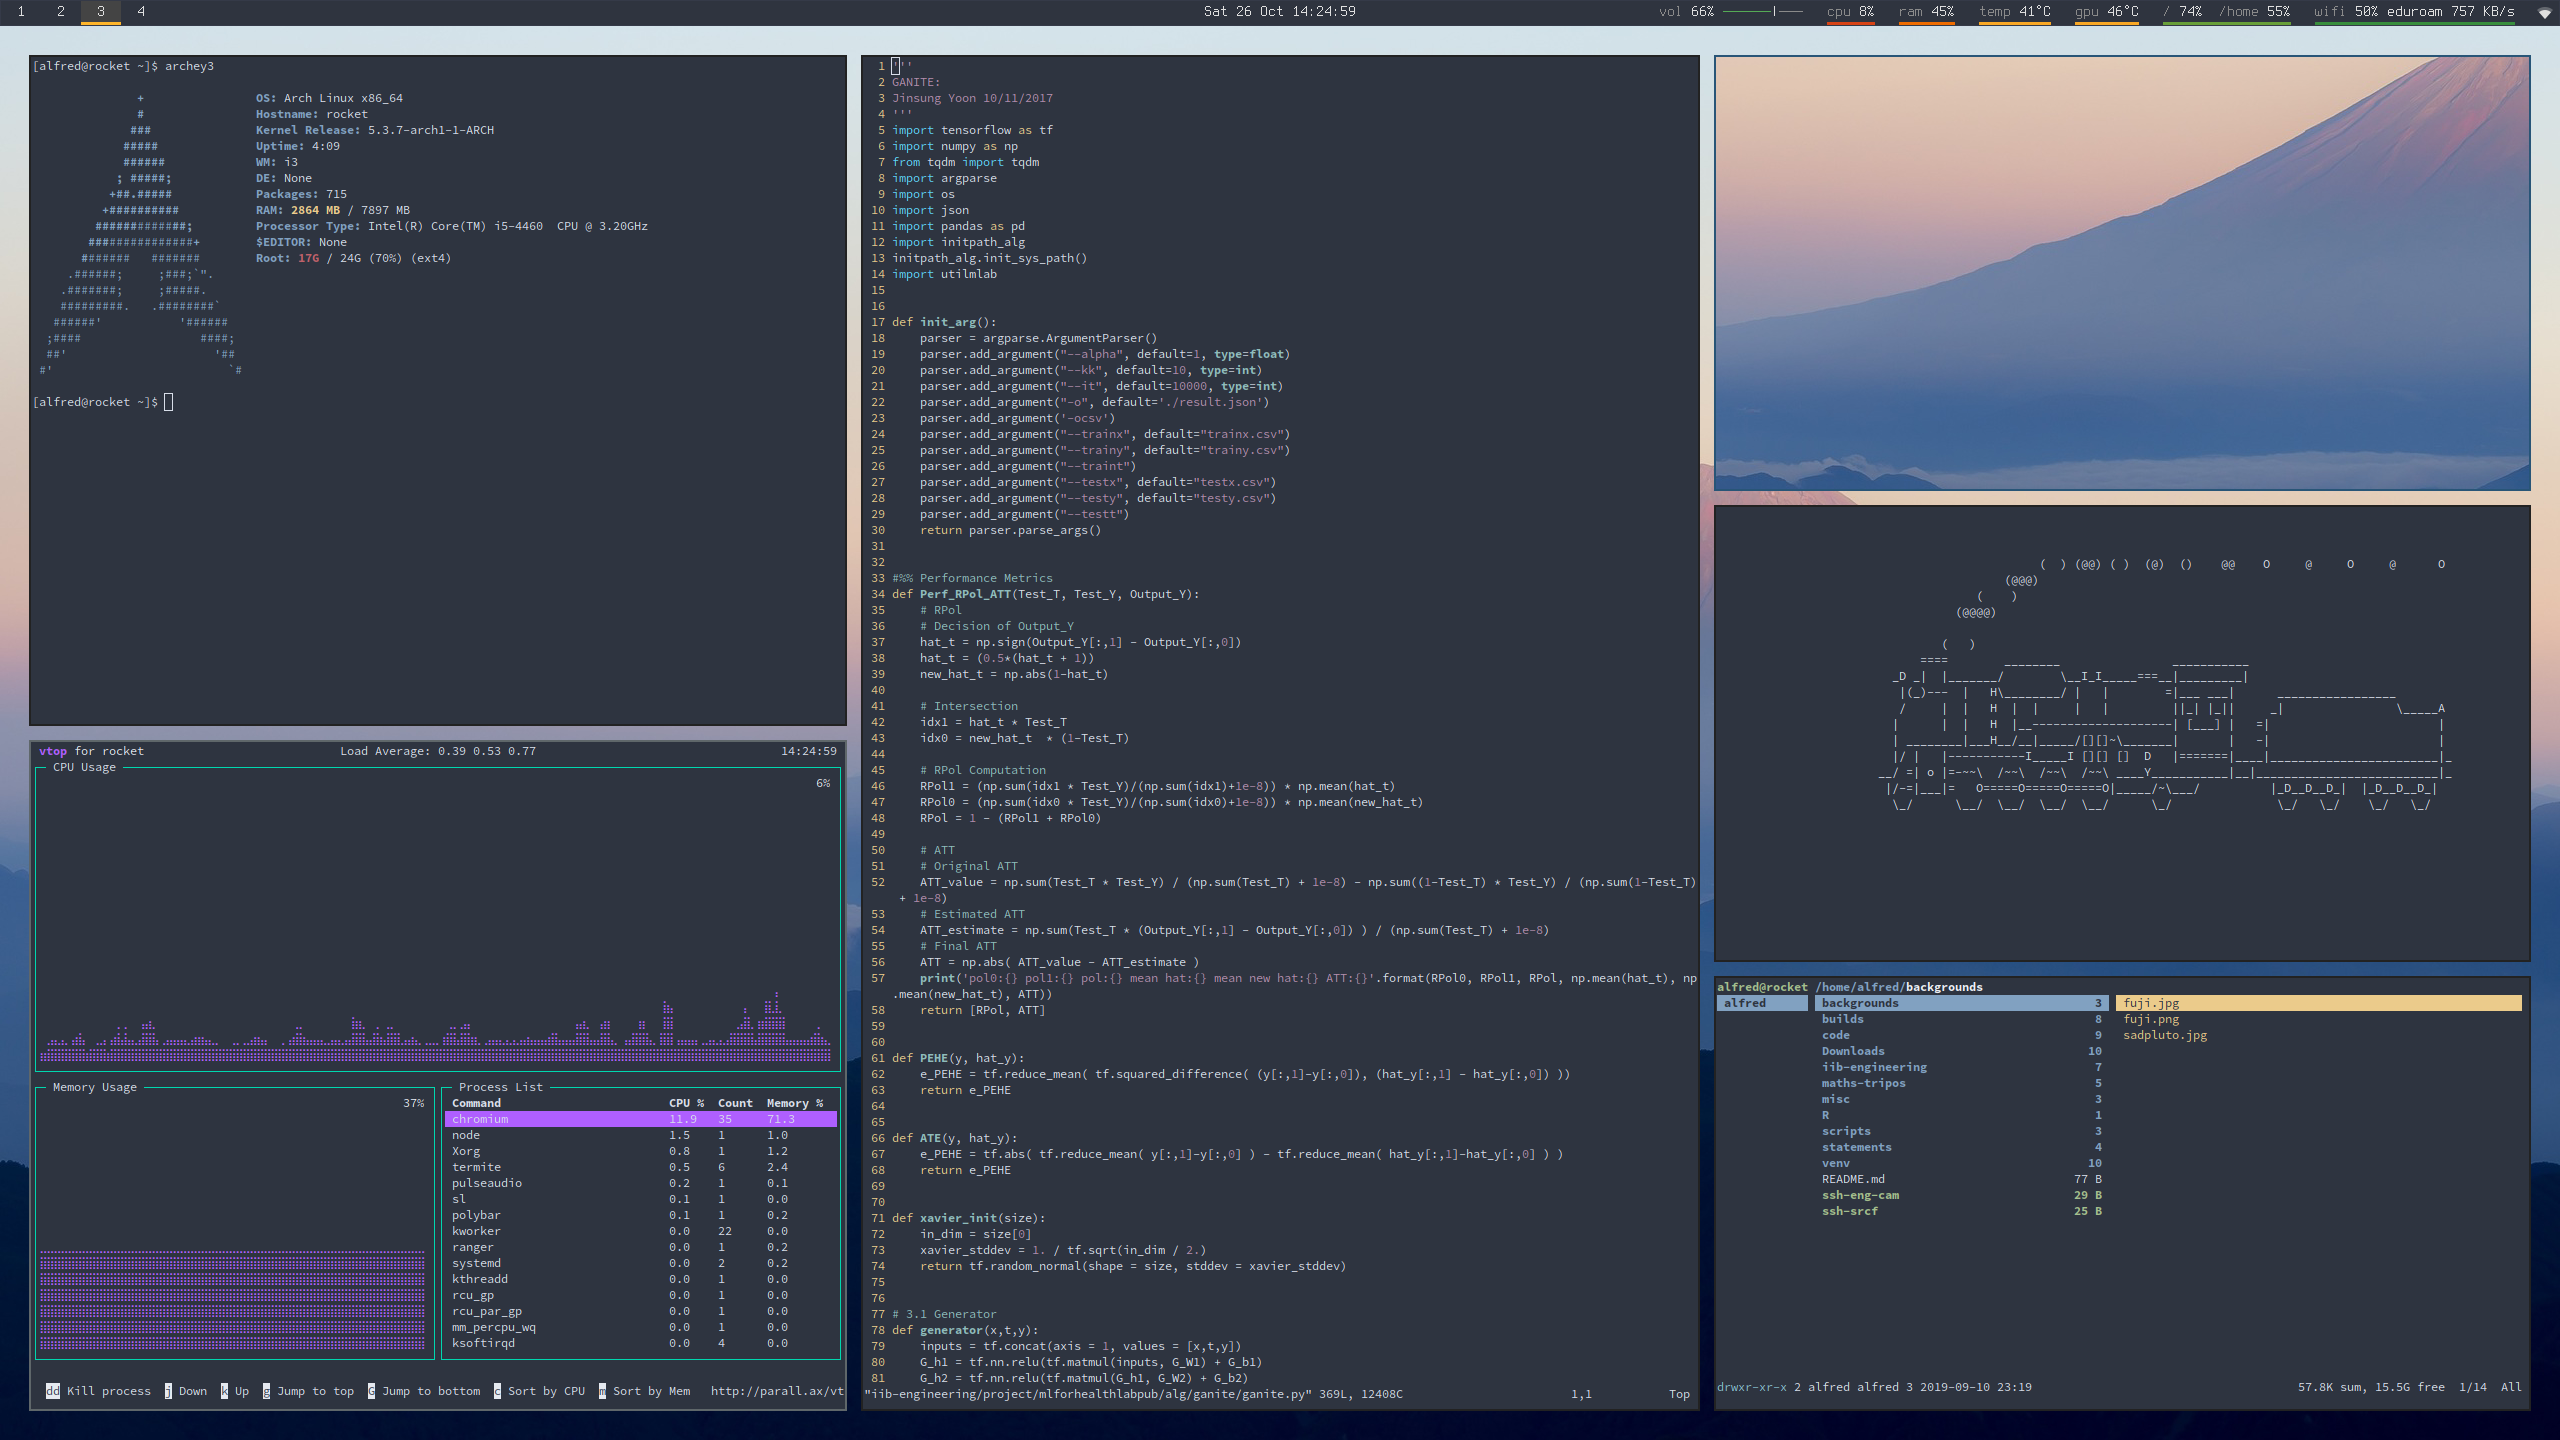 1 2 3 4
Sat 26 Oct 14:24:59
vol 66% cpu 8% ram 45% temp 41°C gpu 46°C / 74% /home 55% wifi 50% eduroam 757 KB/s
[alfred@rocket ~]$ archey3
OS: Arch Linux x86_64
Hostname: rocket
Kernel Release: 5.3.7-arch1-1-ARCH
Uptime: 4:09
WM: i3
DE: None
Packages: 715
RAM: 2864 MB / 7897 MB
Processor Type: Intel(R) Core(TM) i5-4460  CPU @ 3.20GHz
$EDITOR: None
Root: 17G / 24G (70%) (ext4)
[alfred@rocket ~]$
vtop for rocket Load Average: 0.39 0.53 0.77 14:24:59
CPU Usage
6%
Memory Usage
37%
Process List
Command CPU % Count Memory %
chromium 11.9 35 71.3
node 1.5 1 1.0
Xorg 0.8 1 1.2
termite 0.5 6 2.4
pulseaudio 0.2 1 0.1
sl 0.1 1 0.0
polybar 0.1 1 0.2
kworker 0.0 22 0.0
ranger 0.0 1 0.2
systemd 0.0 2 0.2
kthreadd 0.0 1 0.0
rcu_gp 0.0 1 0.0
rcu_par_gp 0.0 1 0.0
mm_percpu_wq 0.0 1 0.0
ksoftirqd 0.0 4 0.0
dd Kill process j Down k Up g Jump to top G Jump to bottom c Sort by CPU m Sort by Mem http://parall.ax/vt
1 '''
2 GANITE:
3 Jinsung Yoon 10/11/2017
4 '''
5 import tensorflow as tf
6 import numpy as np
7 from tqdm import tqdm
8 import argparse
9 import os
10 import json
11 import pandas as pd
12 import initpath_alg
13 initpath_alg.init_sys_path()
14 import utilmlab
15
16
17 def init_arg():
18     parser = argparse.ArgumentParser()
19     parser.add_argument("--alpha", default=1, type=float)
20     parser.add_argument("--kk", default=10, type=int)
21     parser.add_argument("--it", default=10000, type=int)
22     parser.add_argument("-o", default='./result.json')
23     parser.add_argument('-ocsv')
24     parser.add_argument("--trainx", default="trainx.csv")
25     parser.add_argument("--trainy", default="trainy.csv")
26     parser.add_argument("--traint")
27     parser.add_argument("--testx", default="testx.csv")
28     parser.add_argument("--testy", default="testy.csv")
29     parser.add_argument("--testt")
30     return parser.parse_args()
31
32
33 #%% Performance Metrics
34 def Perf_RPol_ATT(Test_T, Test_Y, Output_Y):
35     # RPol
36     # Decision of Output_Y
37     hat_t = np.sign(Output_Y[:,1] - Output_Y[:,0])
38     hat_t = (0.5*(hat_t + 1))
39     new_hat_t = np.abs(1-hat_t)
40
41     # Intersection
42     idx1 = hat_t * Test_T
43     idx0 = new_hat_t  * (1-Test_T)
44
45     # RPol Computation
46     RPol1 = (np.sum(idx1 * Test_Y)/(np.sum(idx1)+1e-8)) * np.mean(hat_t)
47     RPol0 = (np.sum(idx0 * Test_Y)/(np.sum(idx0)+1e-8)) * np.mean(new_hat_t)
48     RPol = 1 - (RPol1 + RPol0)
49
50     # ATT
51     # Original ATT
52     ATT_value = np.sum(Test_T * Test_Y) / (np.sum(Test_T) + 1e-8) - np.sum((1-Test_T) * Test_Y) / (np.sum(1-Test_T)
 + 1e-8)
53     # Estimated ATT
54     ATT_estimate = np.sum(Test_T * (Output_Y[:,1] - Output_Y[:,0]) ) / (np.sum(Test_T) + 1e-8)
55     # Final ATT
56     ATT = np.abs( ATT_value - ATT_estimate )
57     print('pol0:{} pol1:{} pol:{} mean hat:{} mean new hat:{} ATT:{}'.format(RPol0, RPol1, RPol, np.mean(hat_t), np
.mean(new_hat_t), ATT))
58     return [RPol, ATT]
59
60
61 def PEHE(y, hat_y):
62     e_PEHE = tf.reduce_mean( tf.squared_difference( (y[:,1]-y[:,0]), (hat_y[:,1] - hat_y[:,0]) ))
63     return e_PEHE
64
65
66 def ATE(y, hat_y):
67     e_PEHE = tf.abs( tf.reduce_mean( y[:,1]-y[:,0] ) - tf.reduce_mean( hat_y[:,1]-hat_y[:,0] ) )
68     return e_PEHE
69
70
71 def xavier_init(size):
72     in_dim = size[0]
73     xavier_stddev = 1. / tf.sqrt(in_dim / 2.)
74     return tf.random_normal(shape = size, stddev = xavier_stddev)
75
76
77 # 3.1 Generator
78 def generator(x,t,y):
79     inputs = tf.concat(axis = 1, values = [x,t,y])
80     G_h1 = tf.nn.relu(tf.matmul(inputs, G_W1) + G_b1)
81     G_h2 = tf.nn.relu(tf.matmul(G_h1, G_W2) + G_b2)
"iib-engineering/project/mlforhealthlabpub/alg/ganite/ganite.py" 369L, 12408C 1,1 Top
alfred@rocket /home/alfred/backgrounds
alfred backgrounds 3 fuji.jpg
builds 8 fuji.png
code 9 sadpluto.jpg
Downloads 10
iib-engineering 7
maths-tripos 5
misc 3
R 1
scripts 3
statements 4
venv 10
README.md 77 B
ssh-eng-cam 29 B
ssh-srcf 25 B
drwxr-xr-x 2 alfred alfred 3 2019-09-10 23:19 57.8K sum, 15.5G free 1/14 All